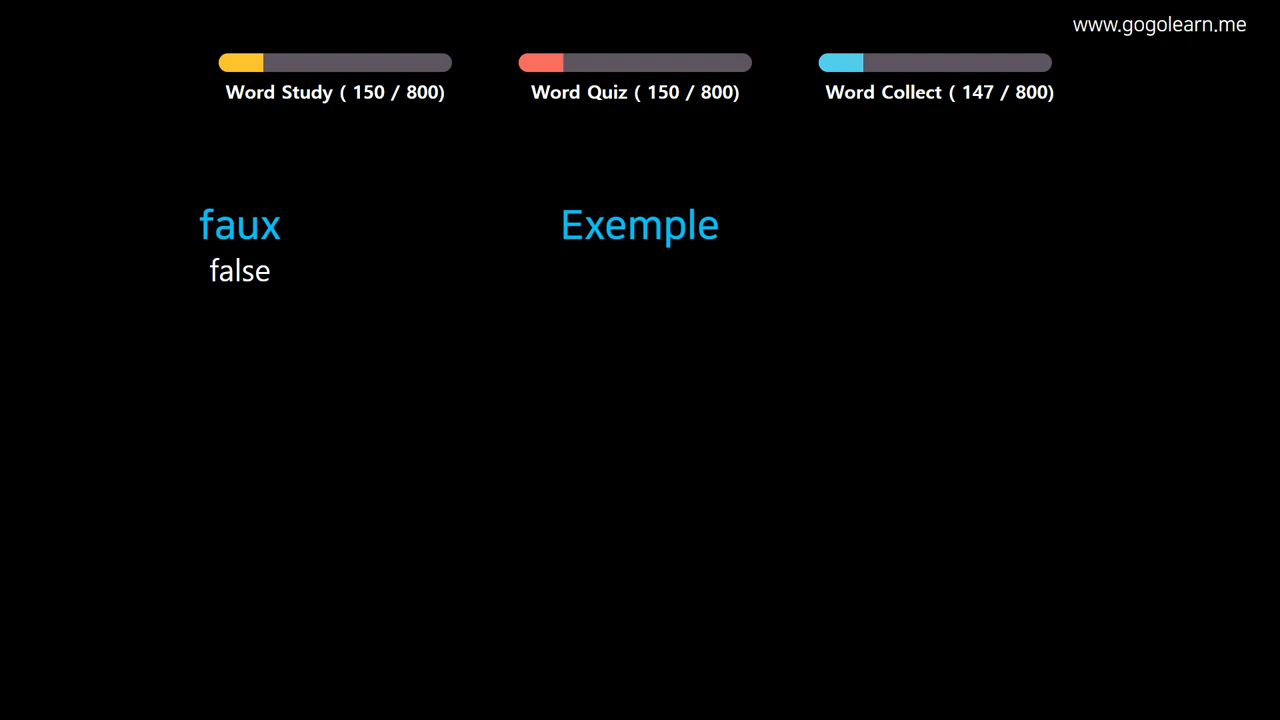 www.gogolearn.me
Word Study ( 150 / 800)
Word Quiz ( 150 / 800)
Word Collect ( 147 / 800)
faux
false
Exemple